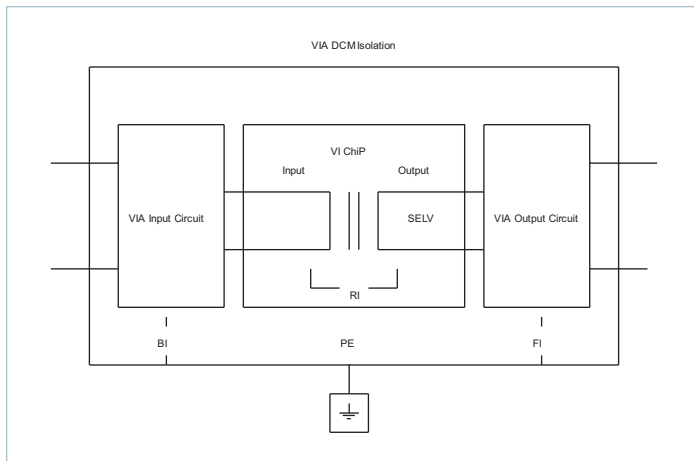 VIA DCM Isolation
VI ChiP
Input
Output
VIA Input Circuit
SELV
VIA Output Circuit
RI
BI
PE
FI